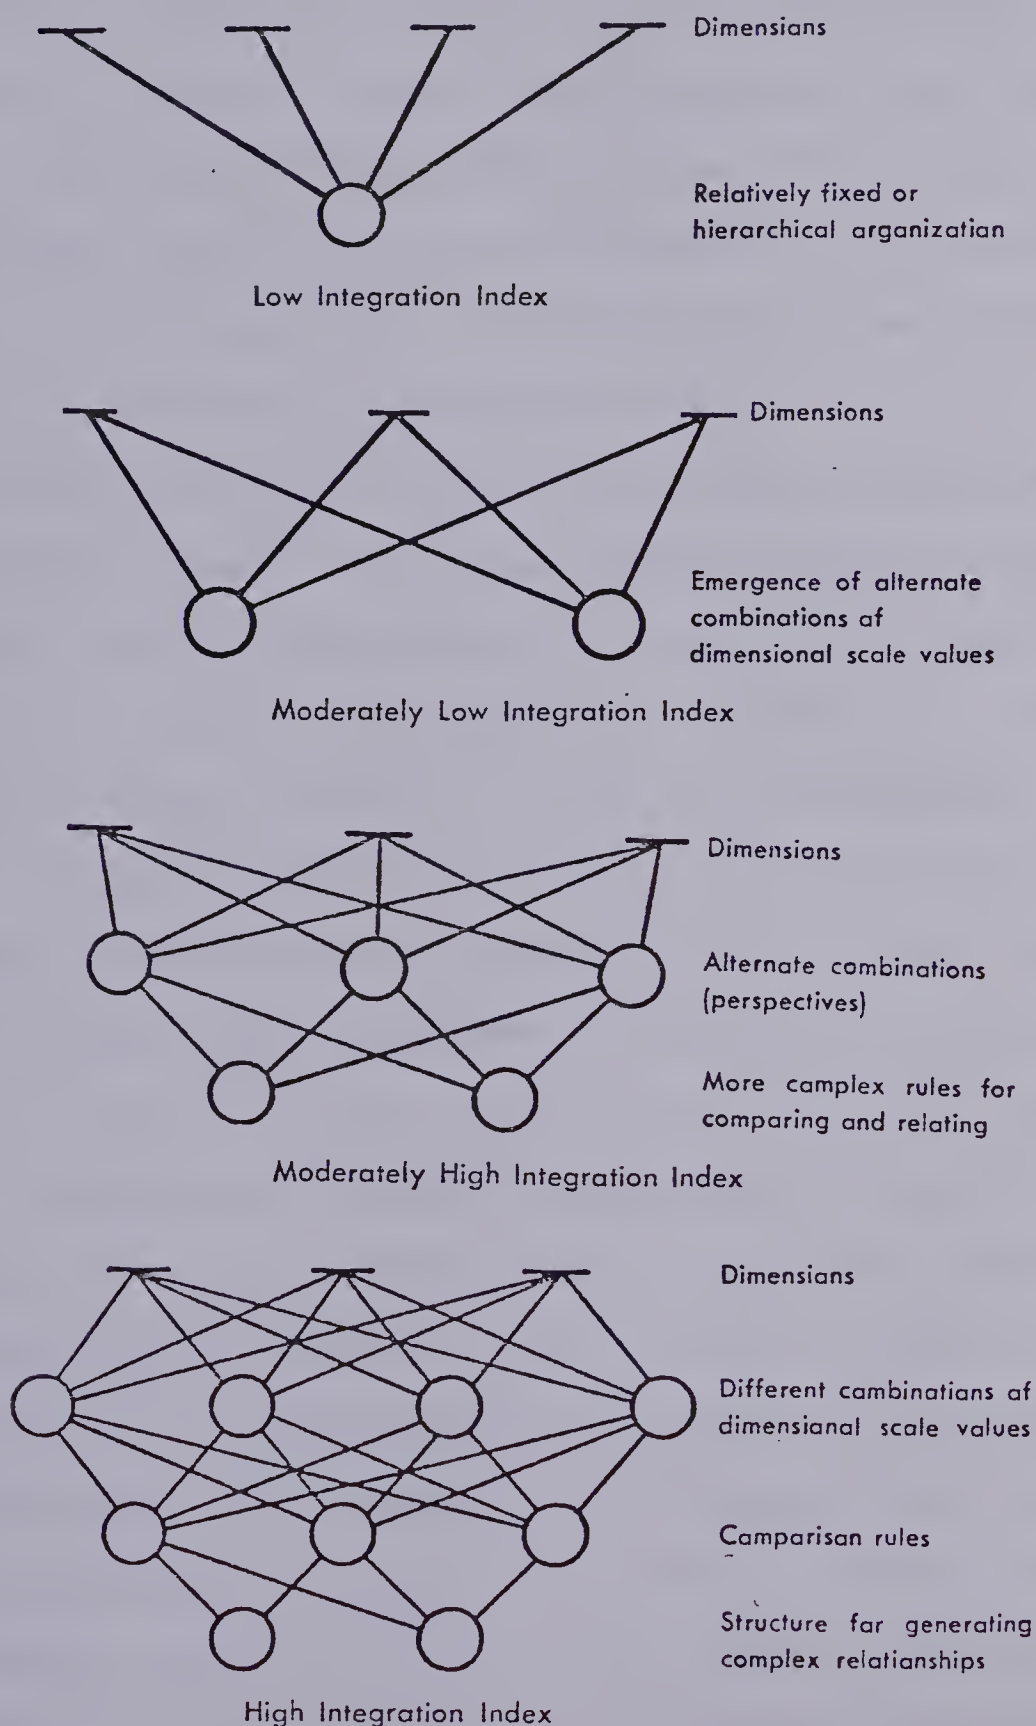 Dimensians
Relatively fixed or
hierarchical arganizatian
Low Integration Index
Dimensions
Emergence of alternate
combinations af
dimensional scale values
Moderately Low Integration Index
Dimensions
Alternate combinations
(perspectives)
More camplex rules for
comparing and relating
Moderately High Integration Index
Dimensians
Different cambinatians af
dimensianal scale values
Camparisan rules
Structure far generating
complex relatianships
High Integration Index